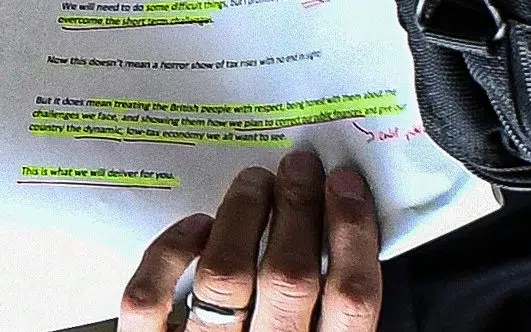 We will need to do some difficult things, but I
overcome the short term challenge.
Now this doesn't mean a horror show of tax rises with no end in sight.
But it does mean treating the British people with respect, being honest with them about the
challenges we face, and showing them how we plan to correct our public finances and give our
country the dynamic, low-tax economy we all want to see.
This is what we will deliver for you.